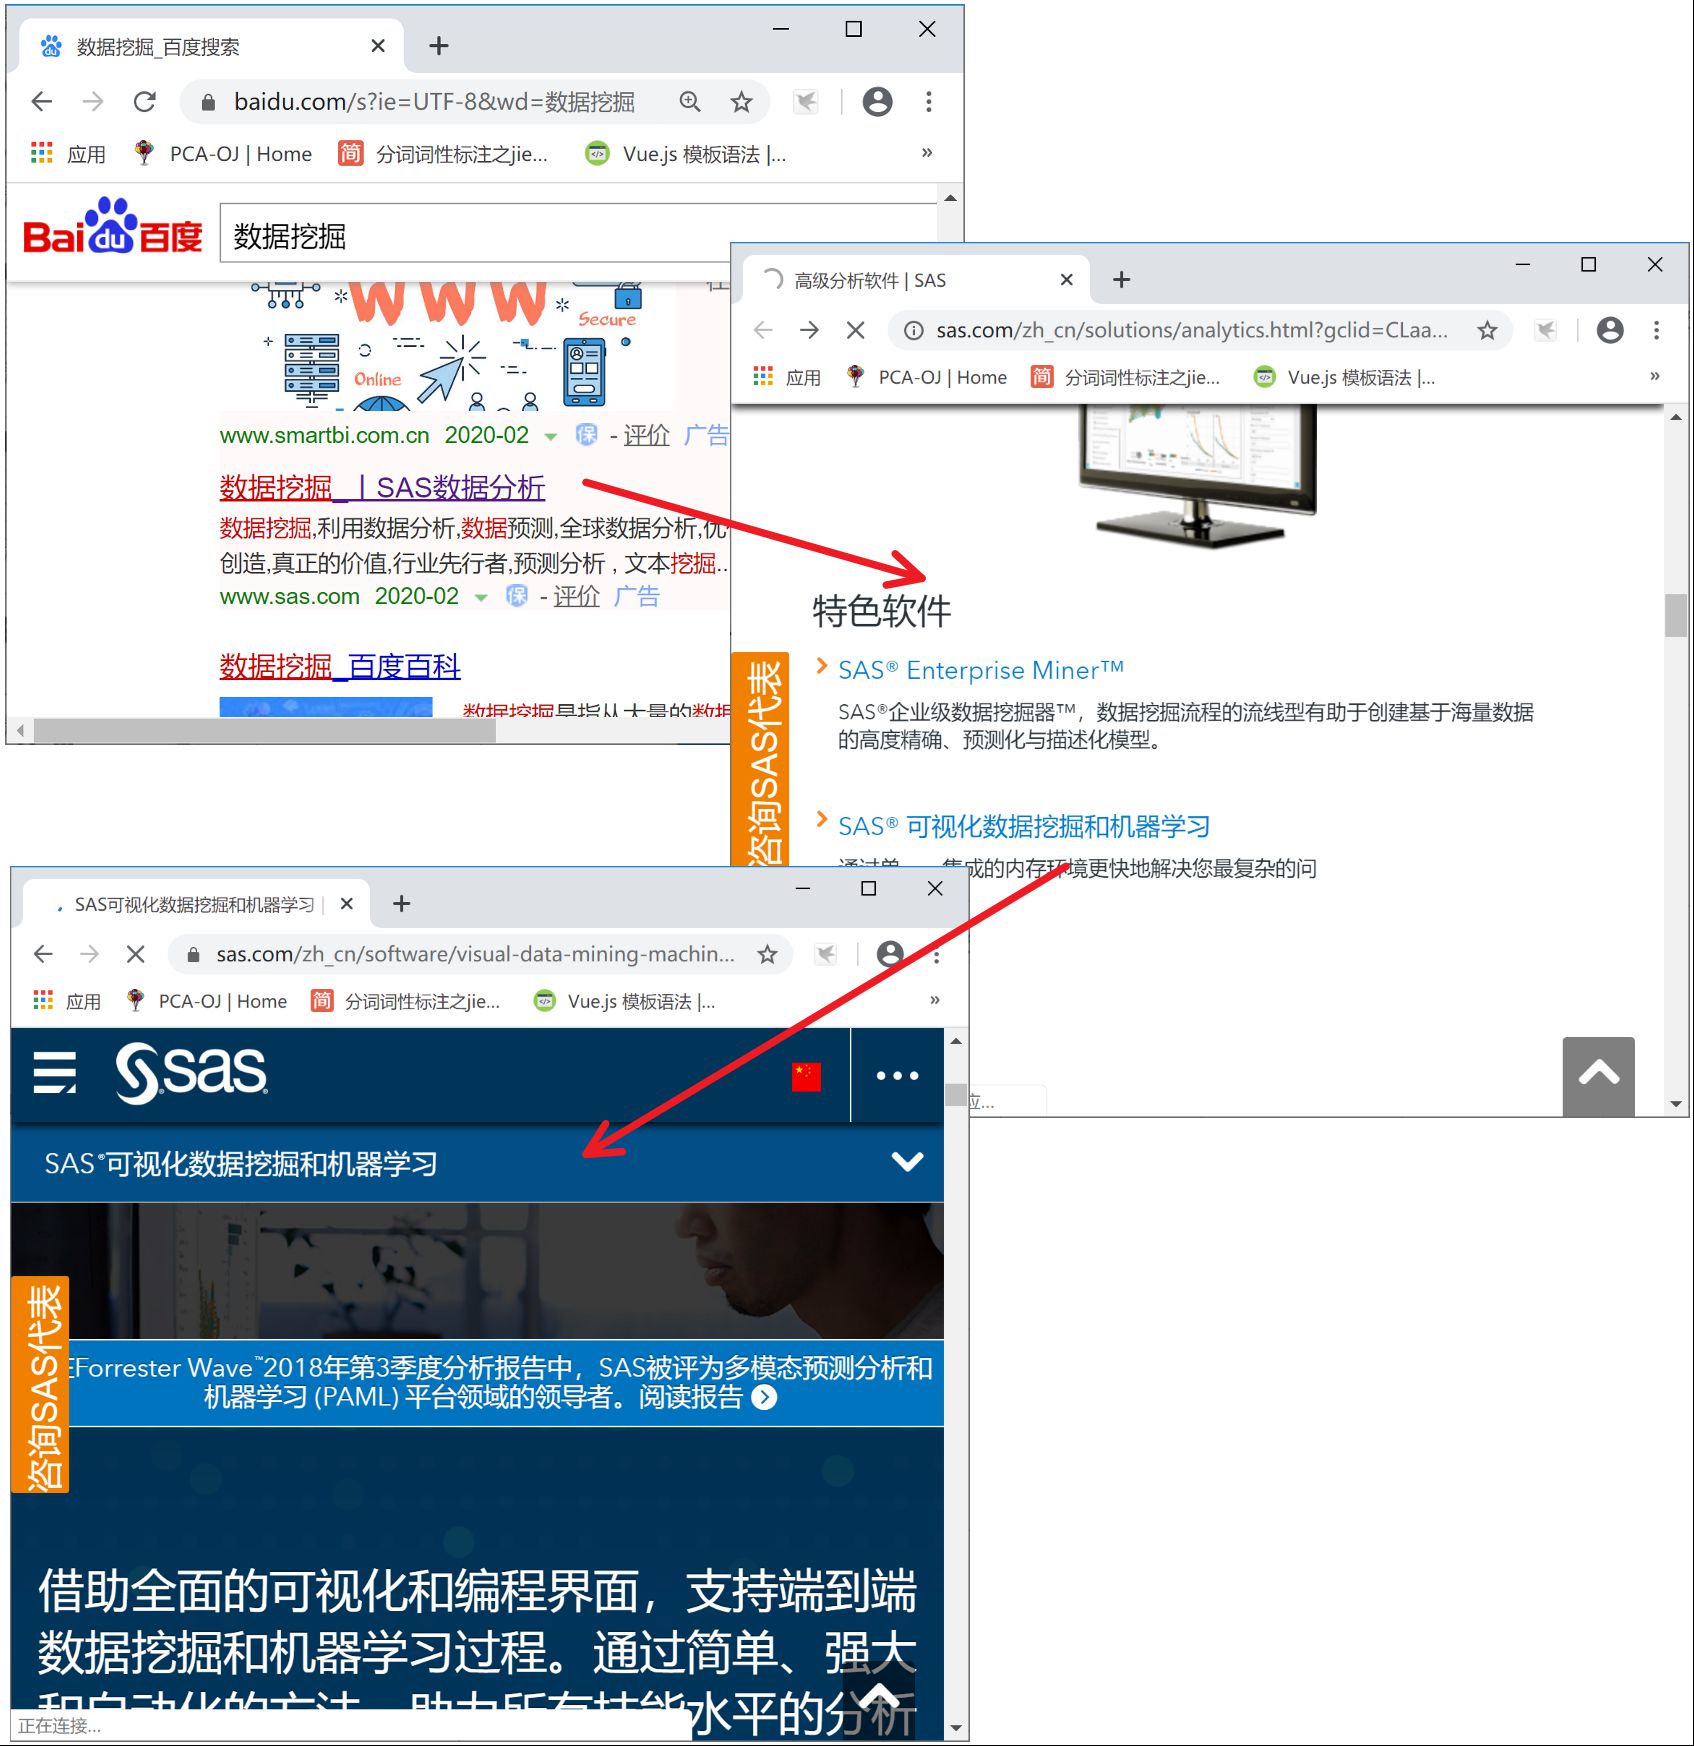 数据挖掘_百度搜索
baidu.com/s?ie=UTF-8&wd=数据挖掘
应用 PCA-OJ | Home 简 分词词性标注之jie... Vue.js 模板语法 |... »
Bai du 百度 数据挖掘
WWW
Secure
Online
www.smartbi.com.cn 2020-02 保 - 评价 广告
数据挖掘_丨SAS数据分析
数据挖掘,利用数据分析,数据预测,全球数据分析,优
创造,真正的价值,行业先行者,预测分析，文本挖掘...
www.sas.com 2020-02 保 - 评价 广告
数据挖掘_百度百科
数据挖掘是指从大量的数据
高级分析软件 | SAS
sas.com/zh_cn/solutions/analytics.html?gclid=CLaa...
应用 PCA-OJ | Home 简 分词词性标注之jie... Vue.js 模板语法 |... »
特色软件
SAS® Enterprise Miner™
SAS®企业级数据挖掘器™，数据挖掘流程的流线型有助于创建基于海量数据
的高度精确、预测化与描述化模型。
SAS® 可视化数据挖掘和机器学习
通过单一、集成的内存环境更快地解决您最复杂的问
咨询SAS代表
应...
SAS可视化数据挖掘和机器学习 |
sas.com/zh_cn/software/visual-data-mining-machin...
应用 PCA-OJ | Home 简 分词词性标注之jie... Vue.js 模板语法 |... »
sas
SAS®可视化数据挖掘和机器学习
Forrester Wave™2018年第3季度分析报告中，SAS被评为多模态预测分析和
机器学习 (PAML) 平台领域的领导者。阅读报告
咨询SAS代表
借助全面的可视化和编程界面，支持端到端
数据挖掘和机器学习过程。通过简单、强大
和自动化的方法，助力所有技能水平的分析
正在连接...